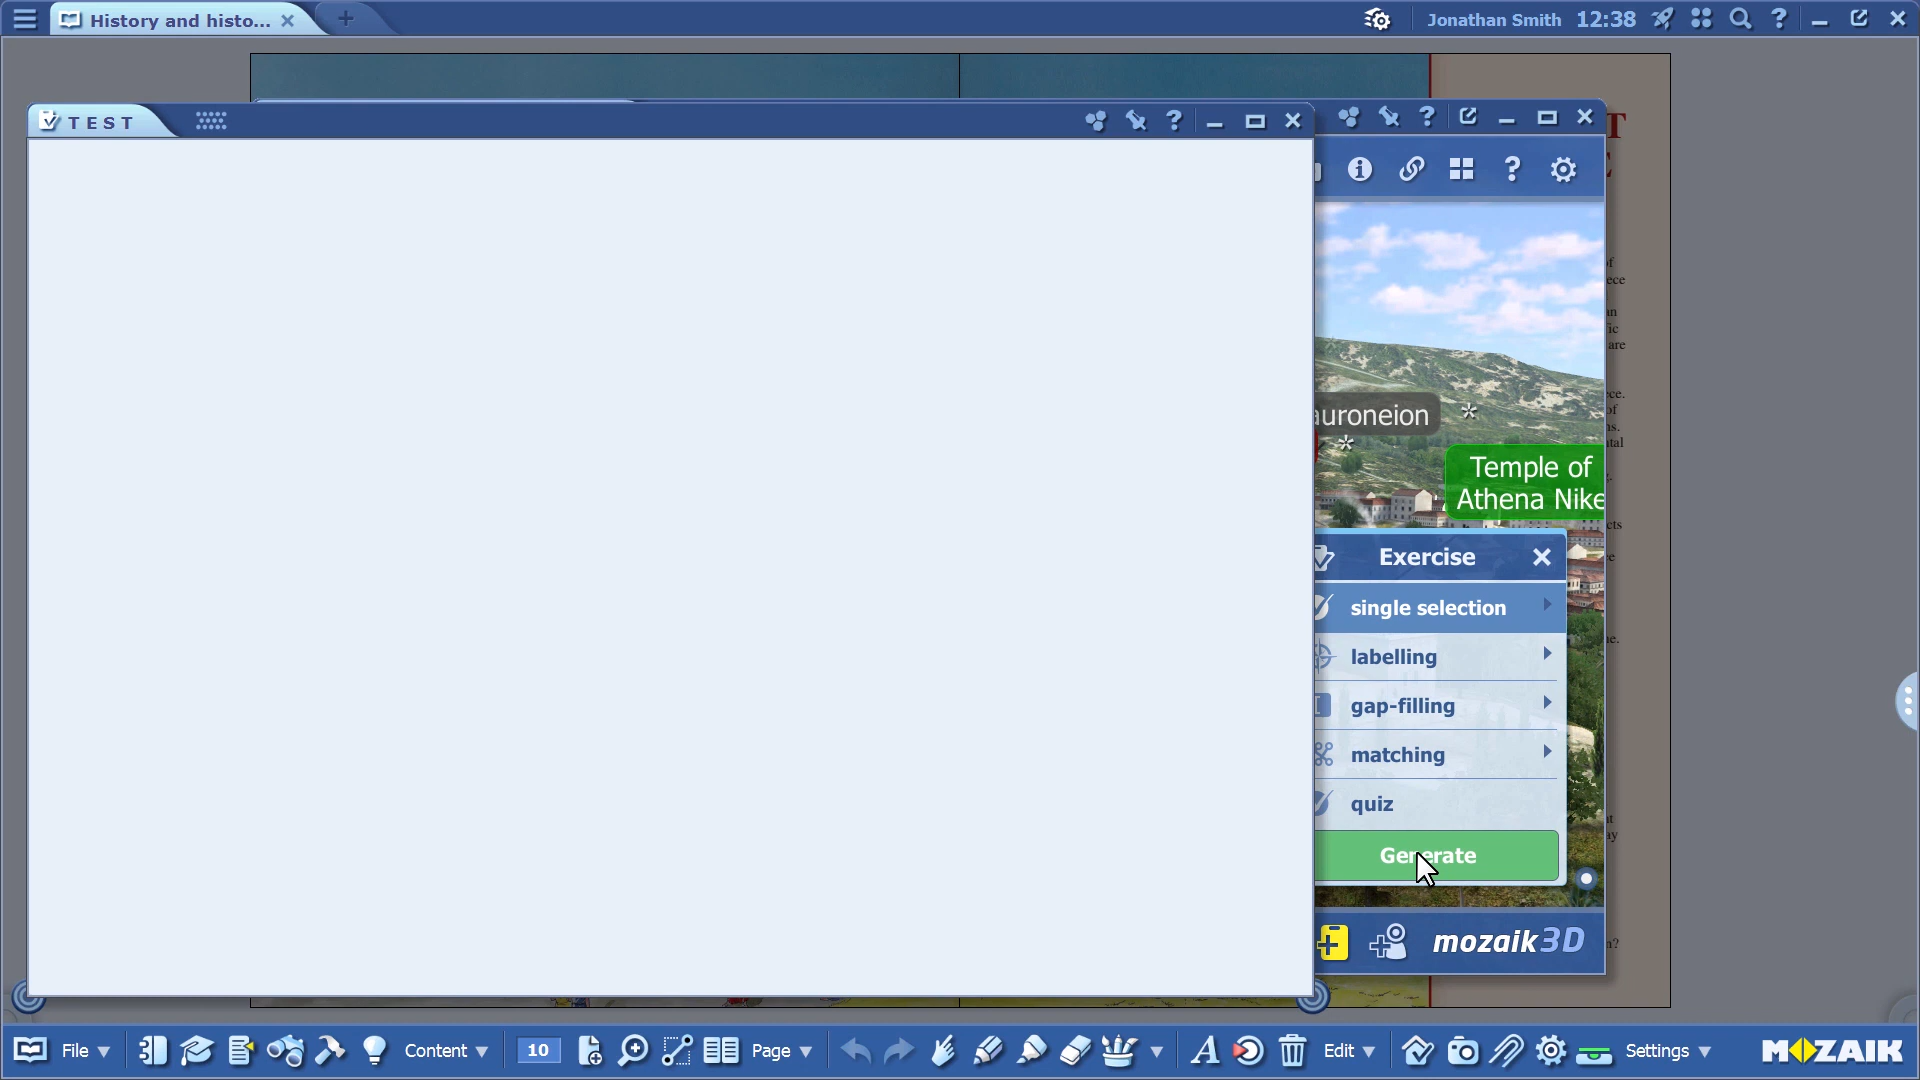 History and histo...
Jonathan Smith 12:38
TEST
auroneion
Temple of
Athena Nike
Exercise
single selection
labelling
gap-filling
matching
quiz
Generate
mozaik3D
File
Content
10
Page
Edit
Settings
MOZAIK